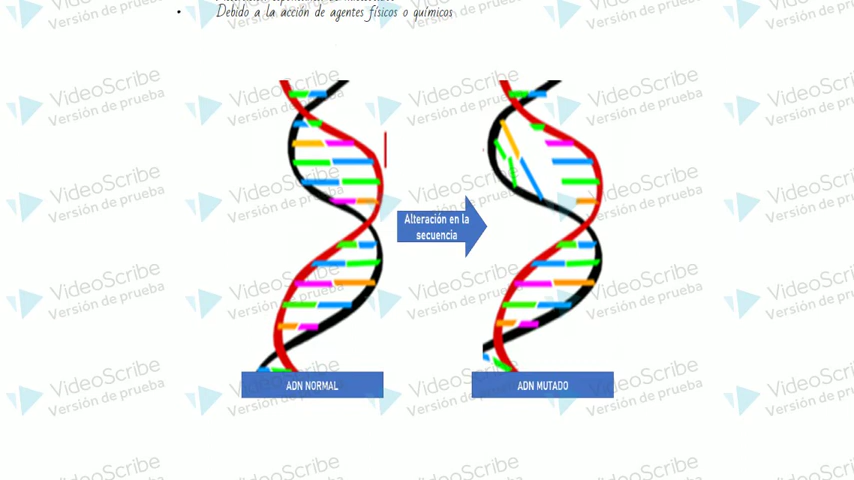 Debido a la acción de agentes físicos o químicos
Alteración en la
secuencia
ADN NORMAL
ADN MUTADO
VideoScribe
Versión de prueba